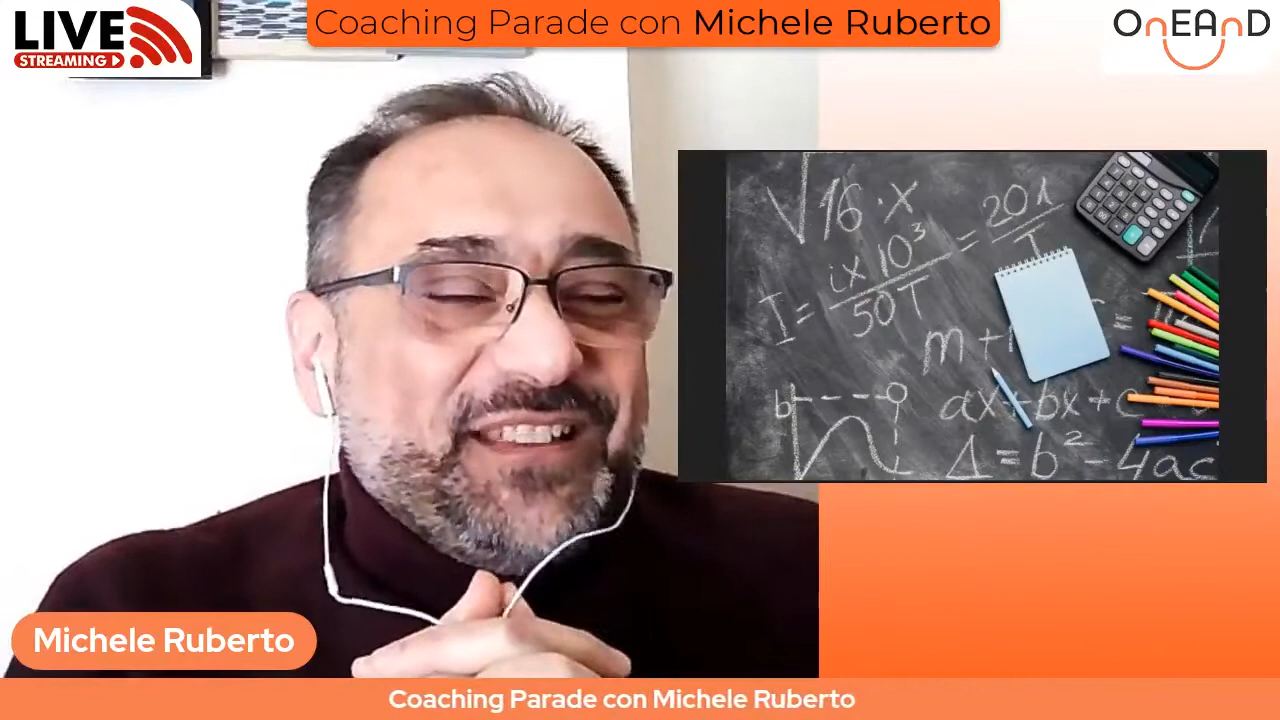 LIVE
STREAMING
Coaching Parade con Michele Ruberto
OnEAnD
√16·x
I = ix10³/50T = 201/T
m+
b
ax+bx+c
Δ=b²-4ac
Michele Ruberto
Coaching Parade con Michele Ruberto